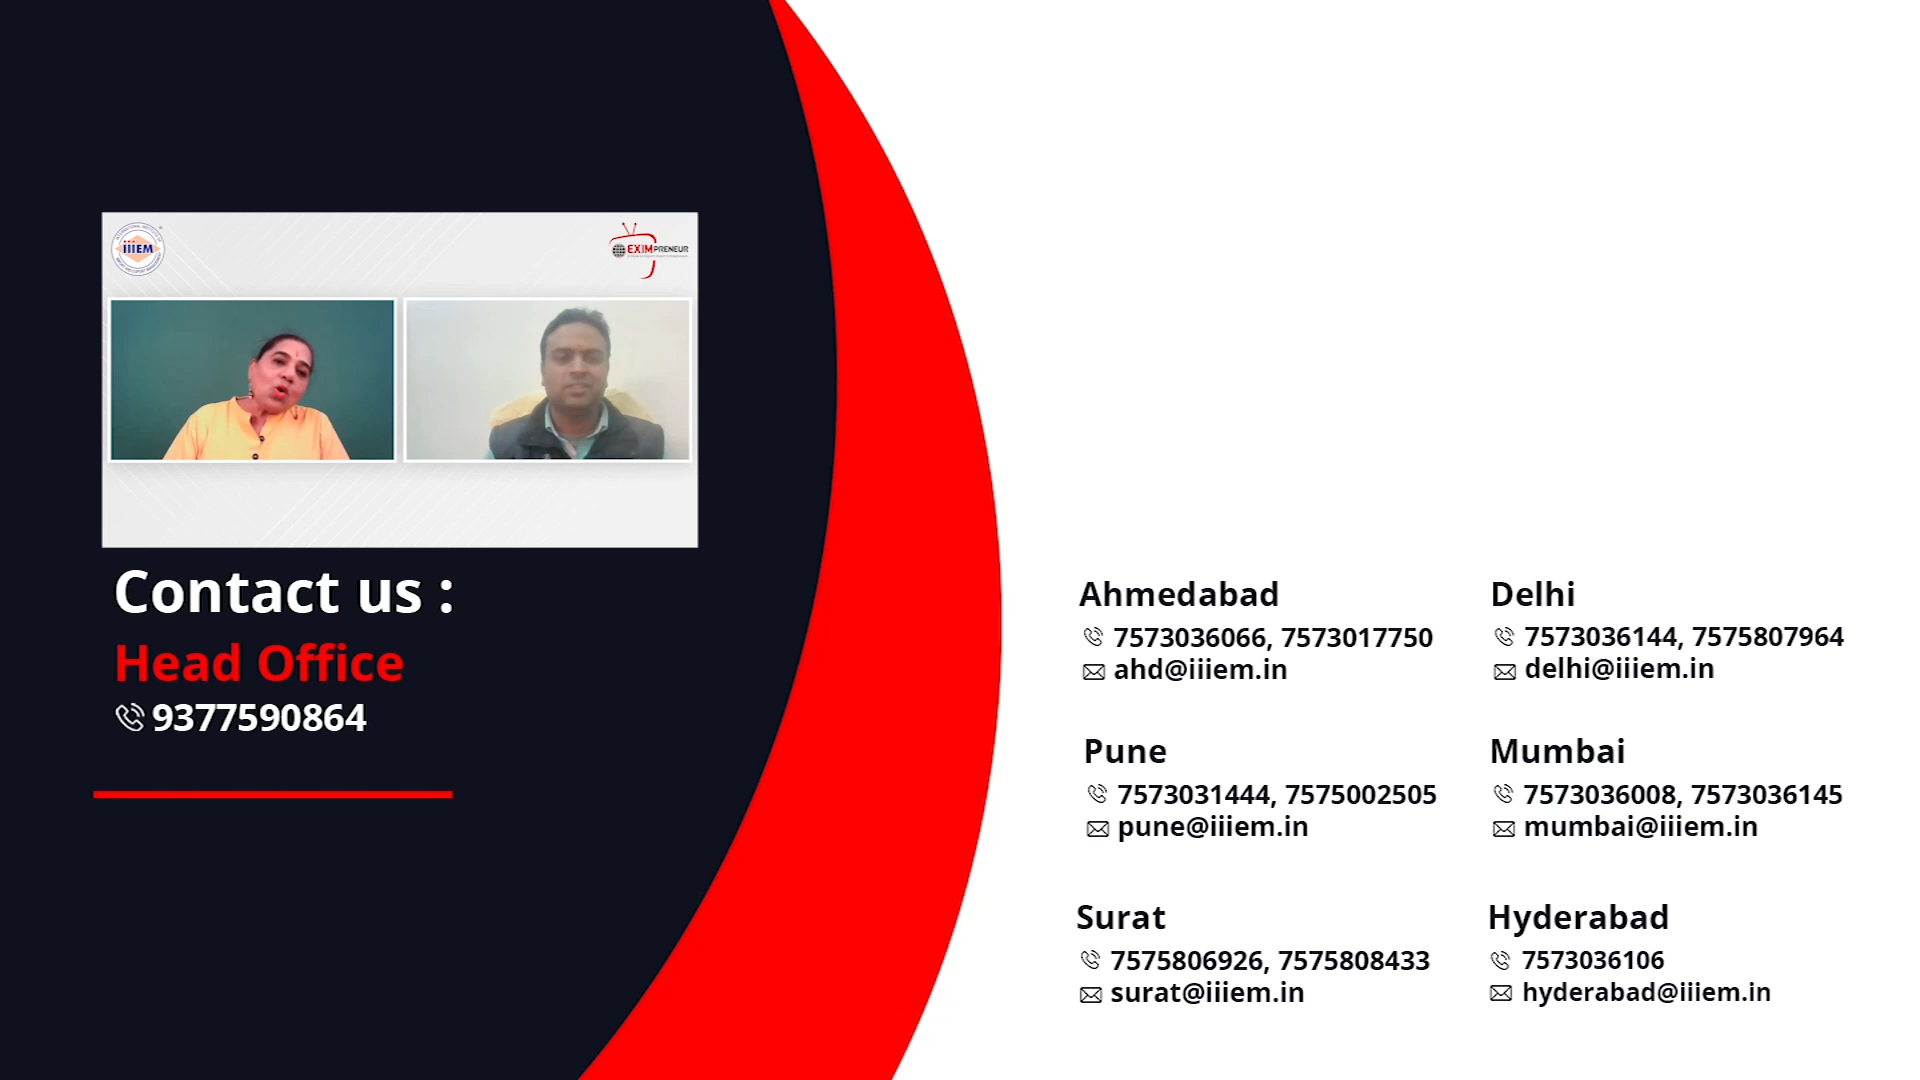 iiiEM
EXIMPRENEUR
Contact us :
Head Office
9377590864
Ahmedabad
7573036066, 7573017750
ahd@iiiem.in
Delhi
7573036144, 7575807964
delhi@iiiem.in
Pune
7573031444, 7575002505
pune@iiiem.in
Mumbai
7573036008, 7573036145
mumbai@iiiem.in
Surat
7575806926, 7575808433
surat@iiiem.in
Hyderabad
7573036106
hyderabad@iiiem.in